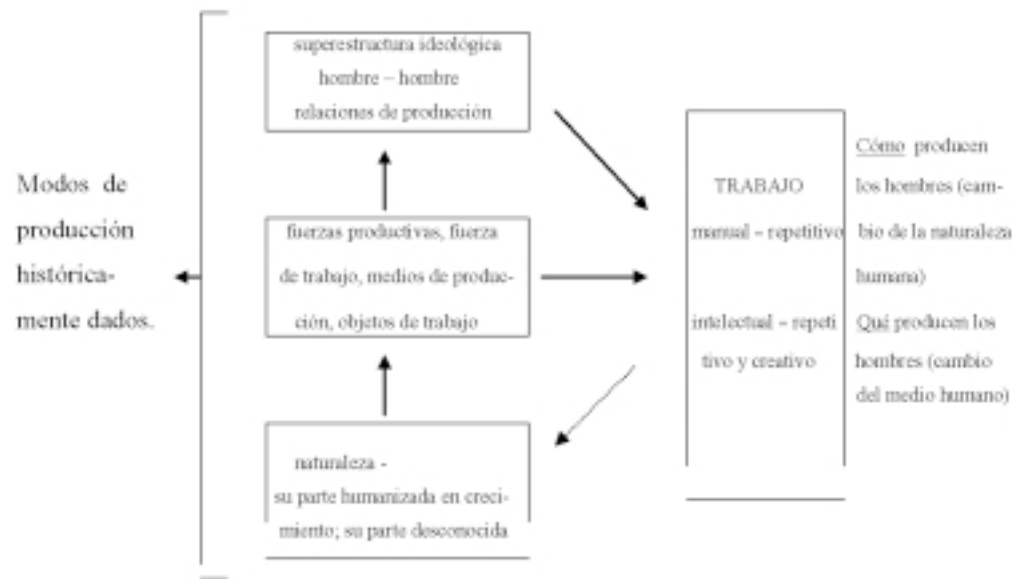 Modos de
producción
histórica-
mente dados.
superestructura ideológica
hombre – hombre
relaciones de producción
fuerzas productivas, fuerza
de trabajo, medios de produc-
ción, objetos de trabajo
naturaleza -
su parte humanizada en creci-
miento; su parte desconocida
TRABAJO
manual – repetitivo
intelectual – repeti
tivo y creativo
Cómo producen
los hombres (cam-
bio de la naturaleza
humana)
Qué producen los
hombres (cambio
del medio humano)